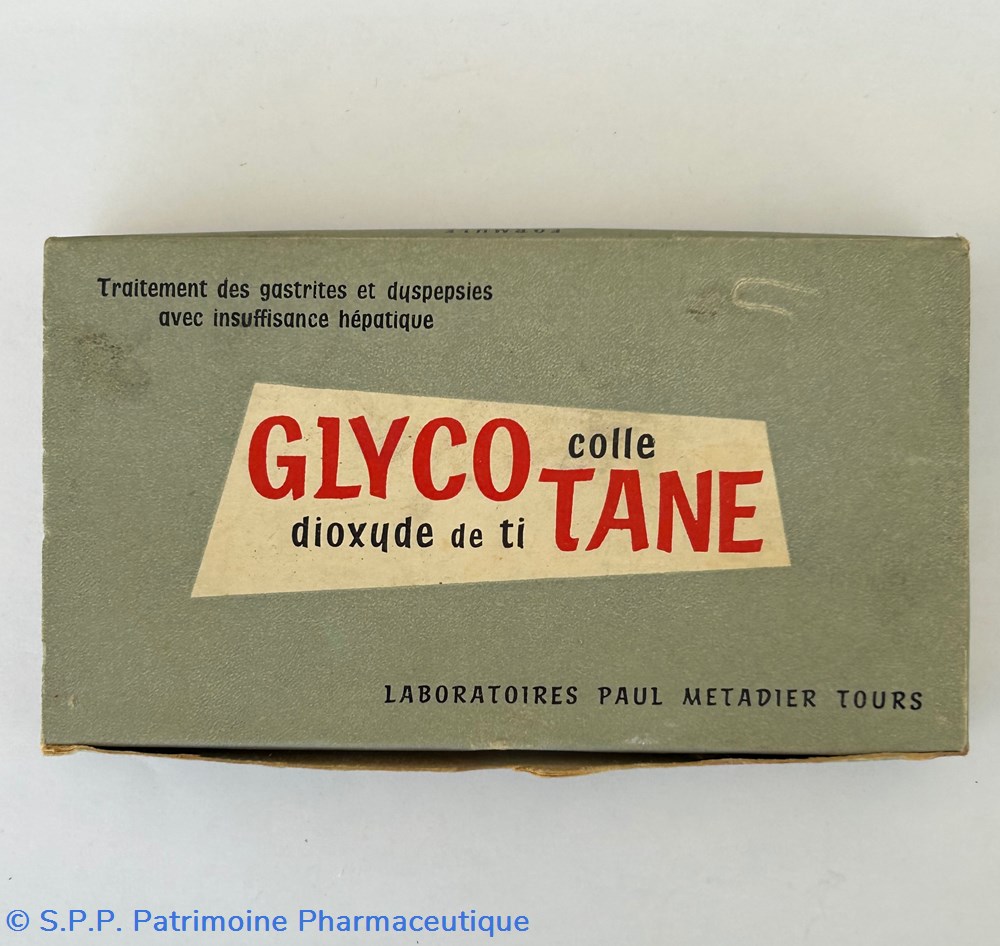 FORMULE
Traitement des gastrites et dyspepsies
avec insuffisance hépatique
GLYCO colle
dioxyde de ti TANE
LABORATOIRES PAUL METADIER TOURS
© S.P.P. Patrimoine Pharmaceutique